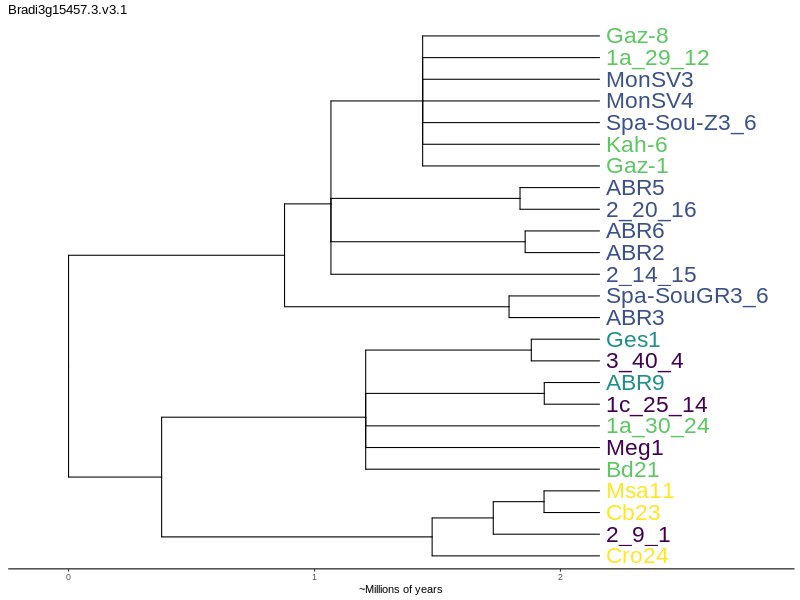 Bradi3g15457.3.v3.1
Gaz-8
1a_29_12
MonSV3
MonSV4
Spa-Sou-Z3_6
Kah-6
Gaz-1
ABR5
2_20_16
ABR6
ABR2
2_14_15
Spa-SouGR3_6
ABR3
Ges1
3_40_4
ABR9
1c_25_14
1a_30_24
Meg1
Bd21
Msa11
Cb23
2_9_1
Cro24
0 1 2
~Millions of years